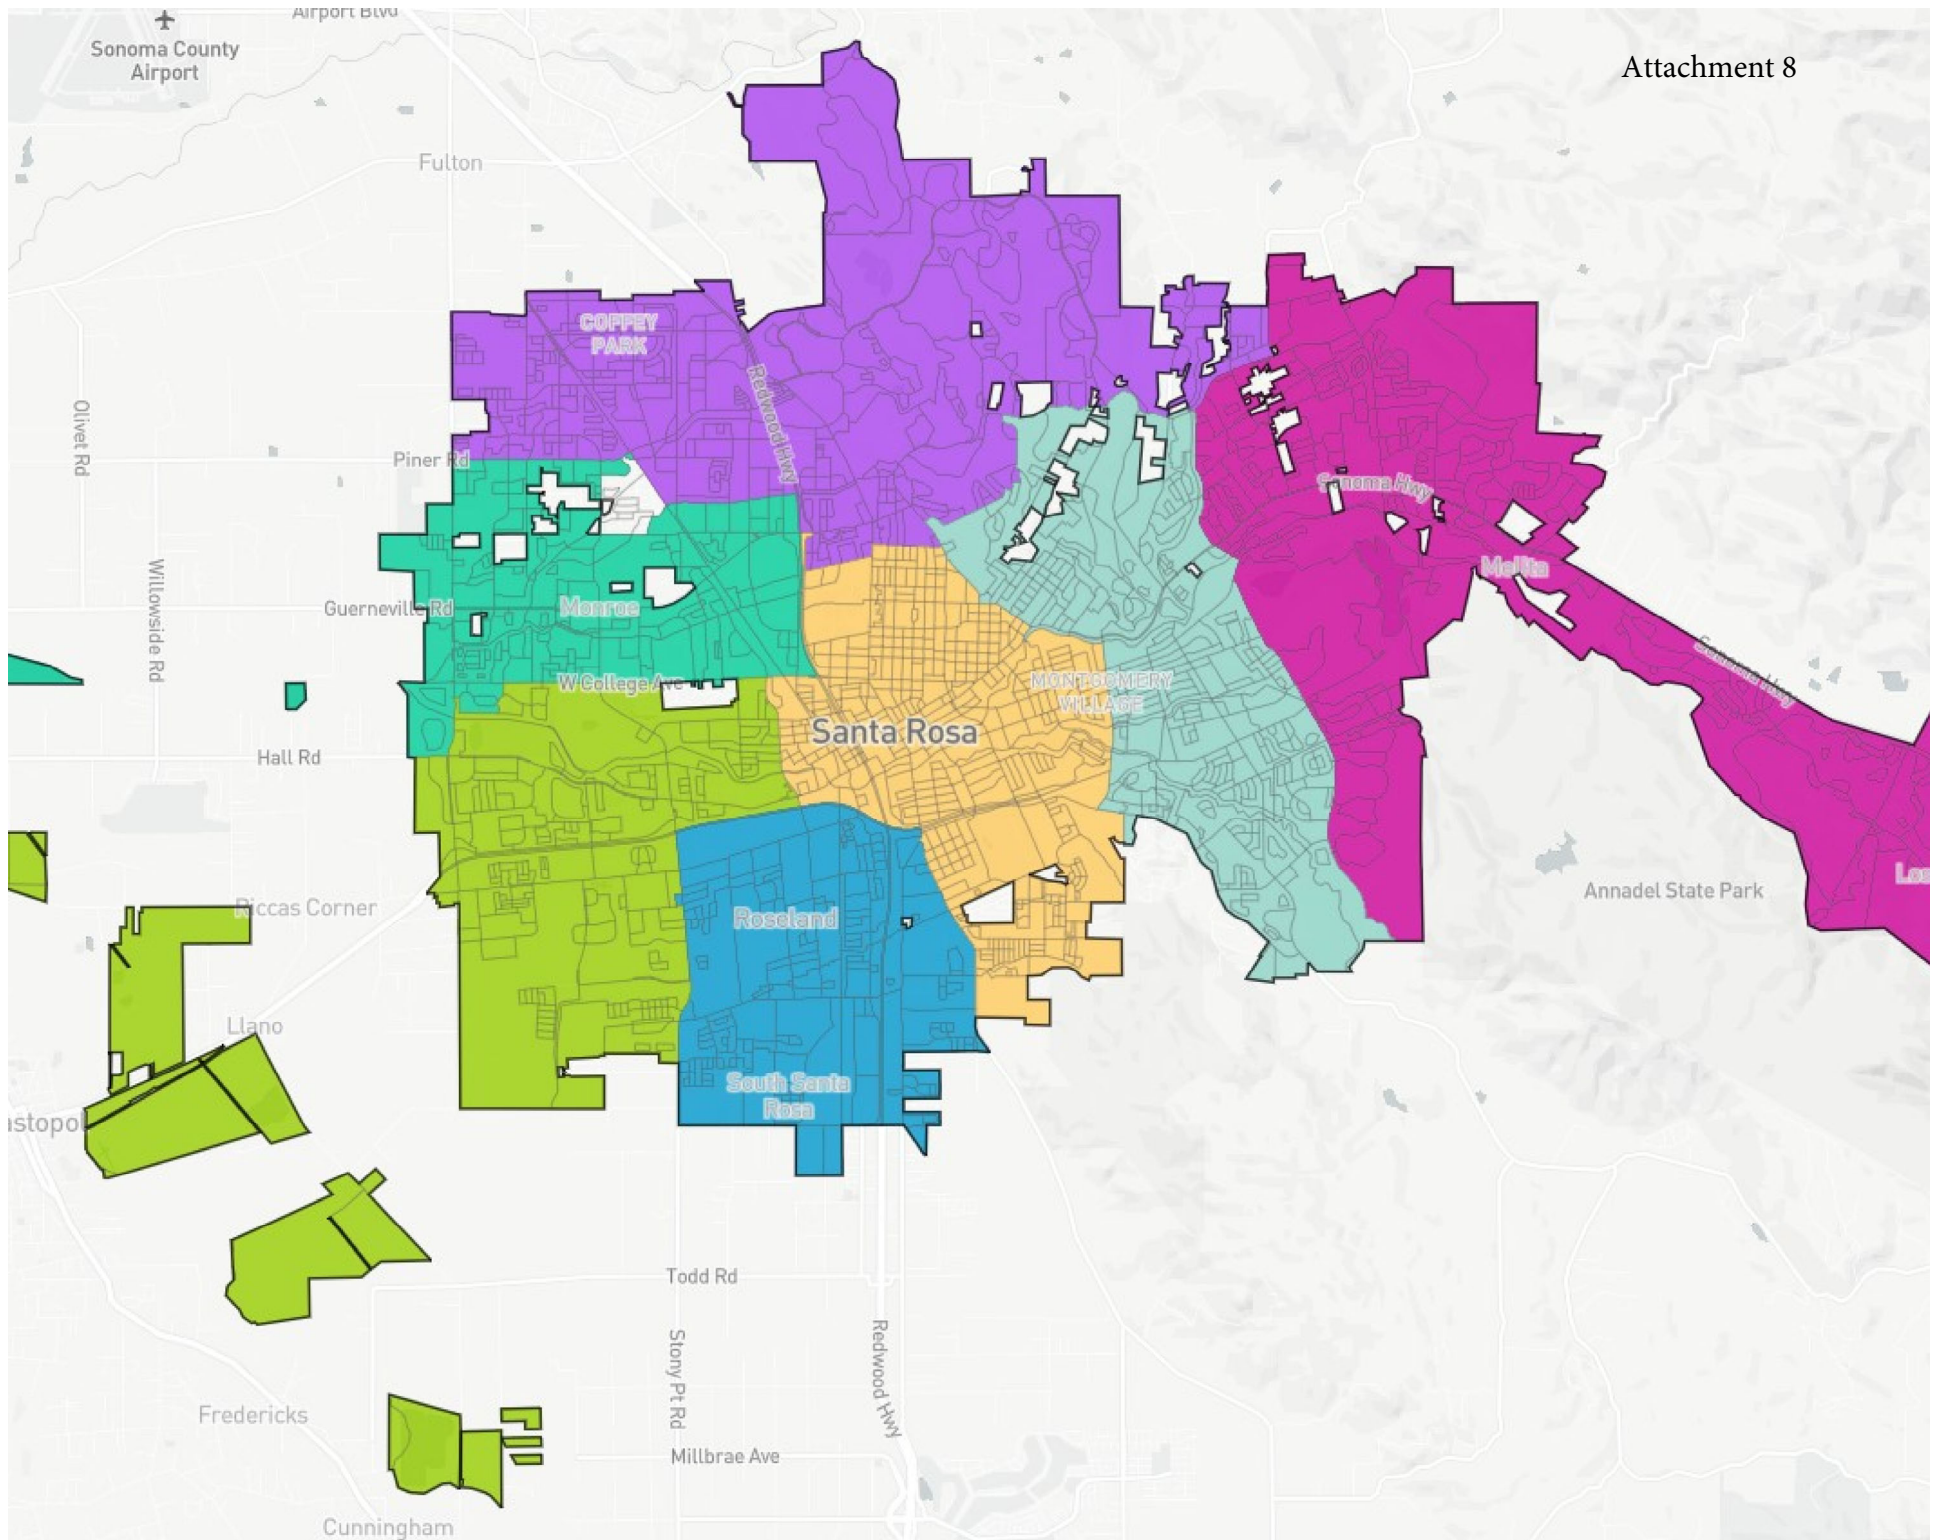 Airport Blvd
Sonoma County
Airport
Attachment 8
Fulton
COFFEY
PARK
Redwood Hwy
Olivet Rd
Piner Rd
Sonoma Hwy
Melita
Willowside Rd
Guerneville Rd
Monroe
W College Ave
MONTGOMERY
VILLAGE
Sonoma Hwy
Santa Rosa
Hall Rd
Los
Annadel State Park
Riccas Corner
Roseland
Llano
South Santa
Rosa
astopol
Todd Rd
Stony Pt Rd
Redwood Hwy
Fredericks
Millbrae Ave
Cunningham